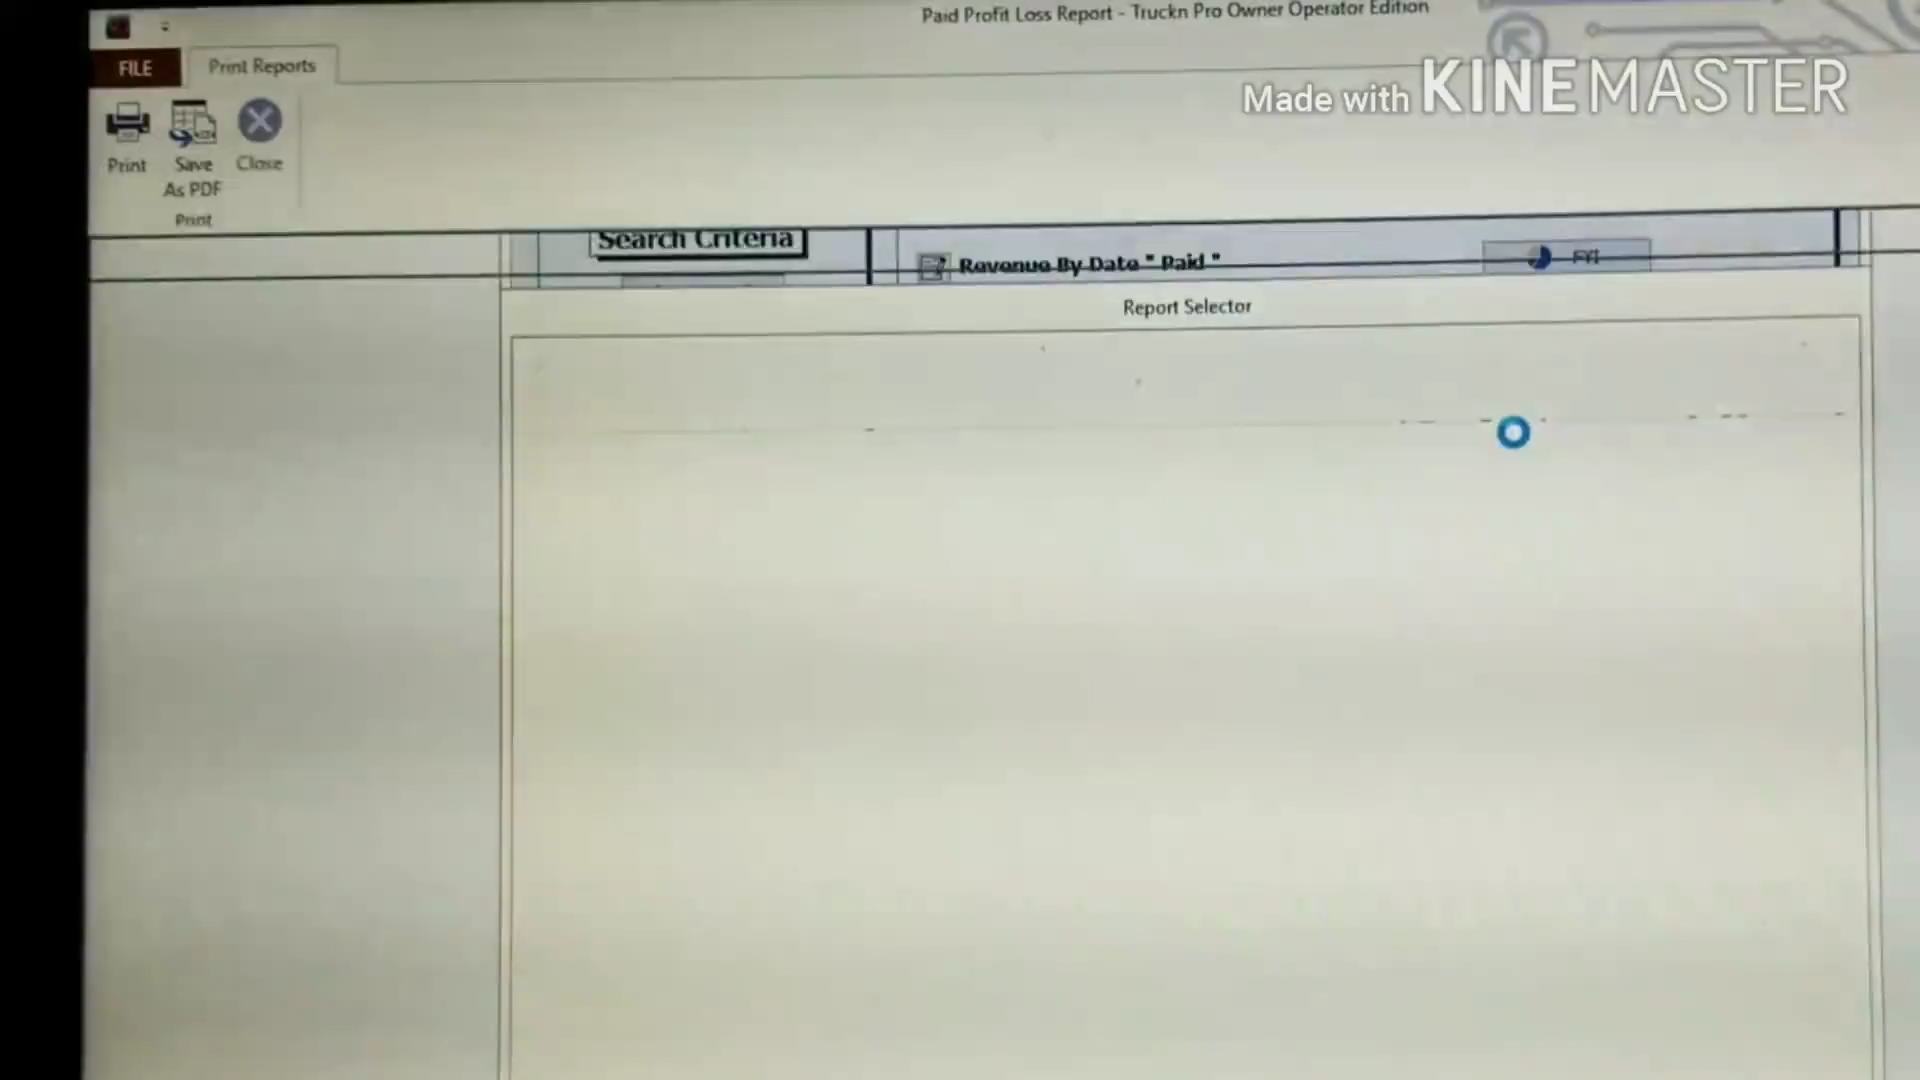 Paid Profit Loss Report - Truckn Pro Owner Operator Edition
FILE
Print Reports
Made with KINEMASTER
Print
Save As PDF
Close
Print
Search Criteria
Revenue By Date " Paid "
FYI
Report Selector